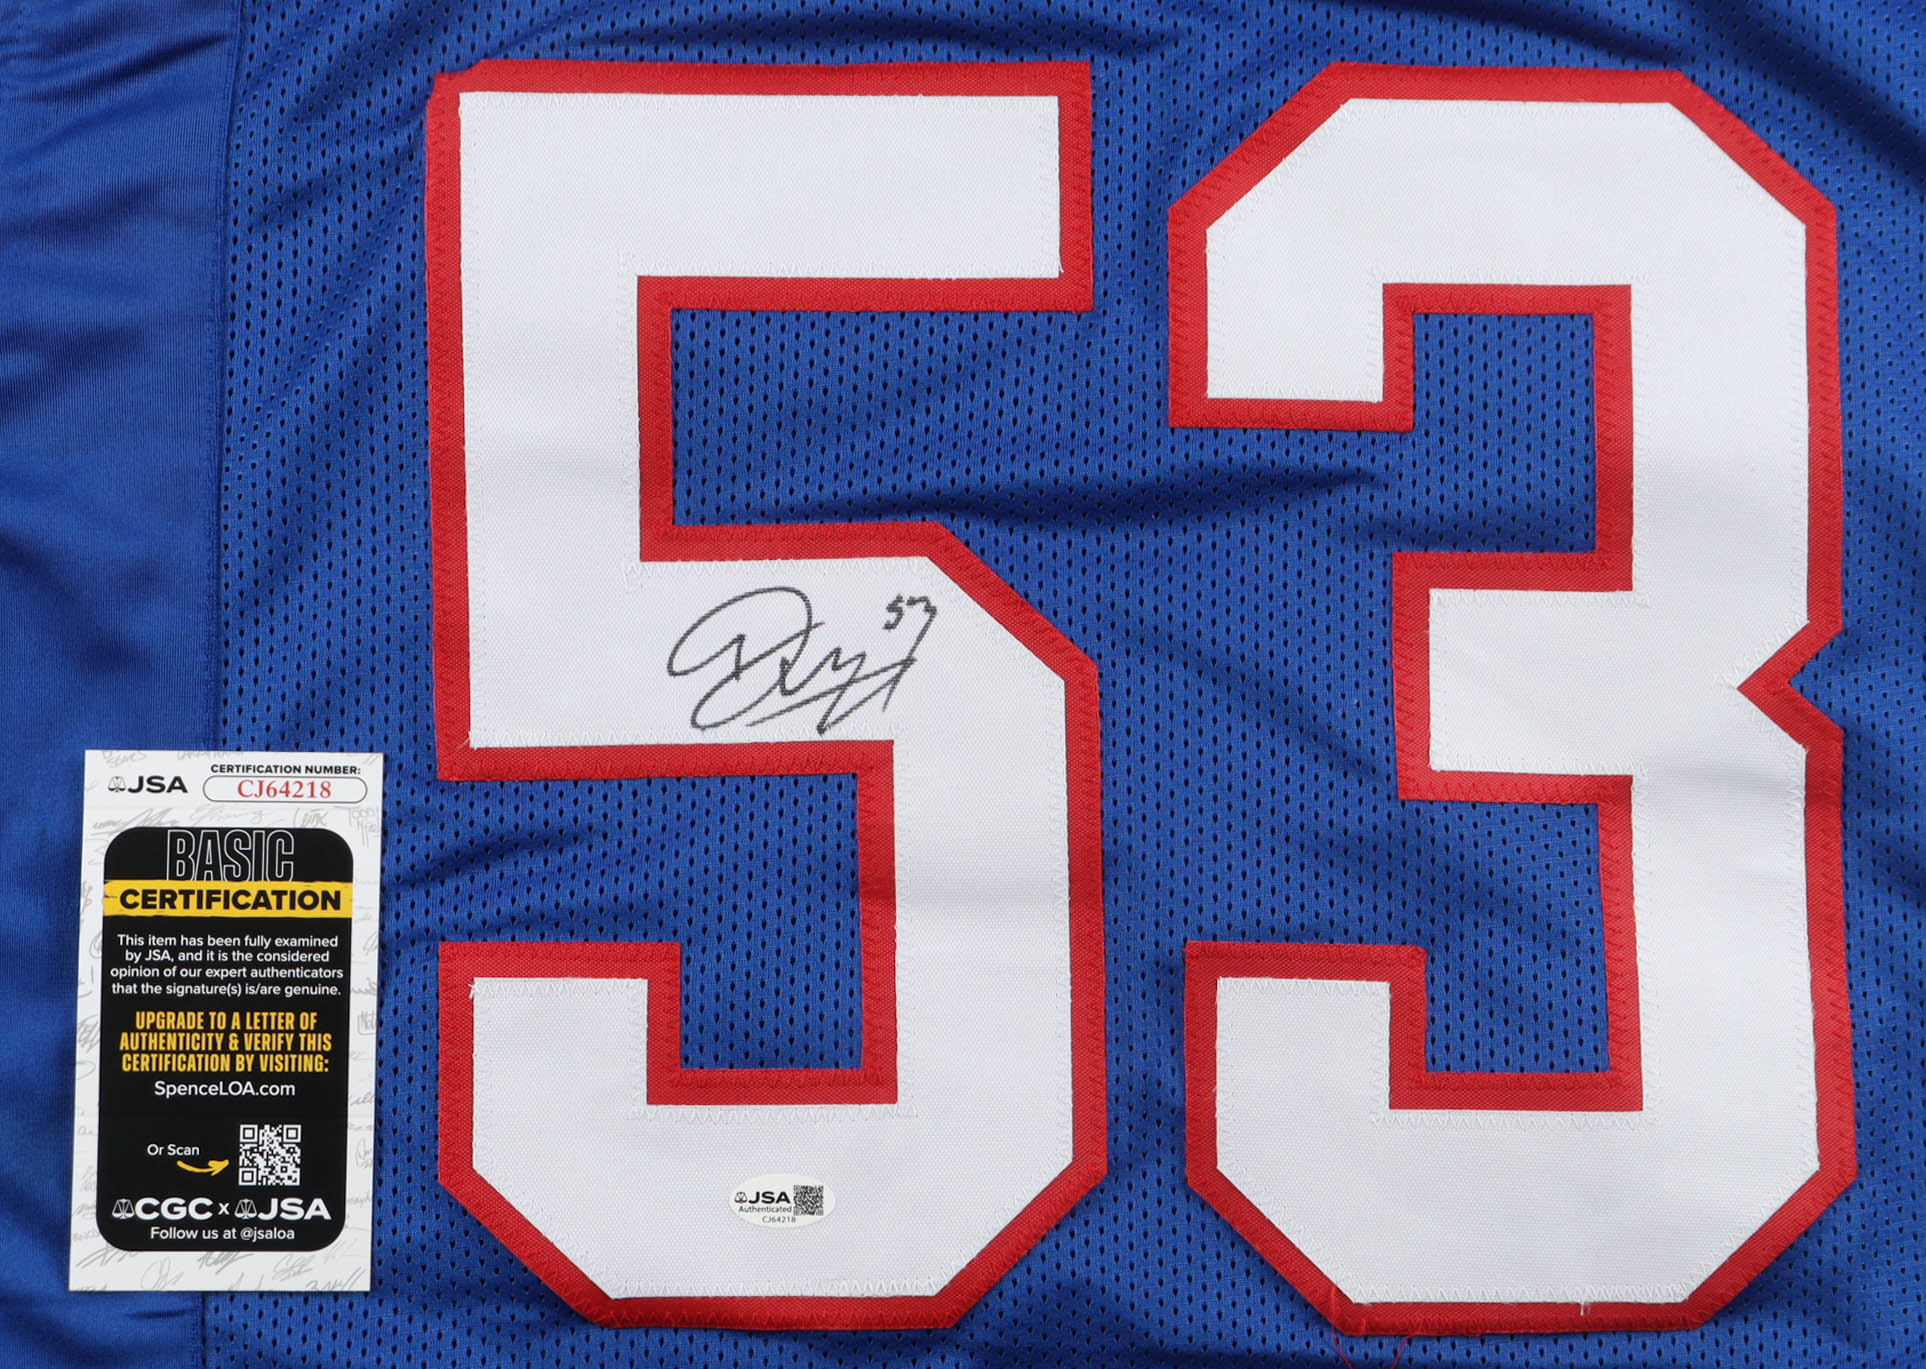 53
53
JSA
CERTIFICATION NUMBER:
CJ64218
BASIC
CERTIFICATION
This item has been fully examined
by JSA, and it is the considered
opinion of our expert authenticators
that the signature(s) is/are genuine.
UPGRADE TO A LETTER OF
AUTHENTICITY & VERIFY THIS
CERTIFICATION BY VISITING:
SpenceLOA.com
Or Scan
CGC x JSA
Follow us at @jsaloa
JSA
Authenticated
CJ64218